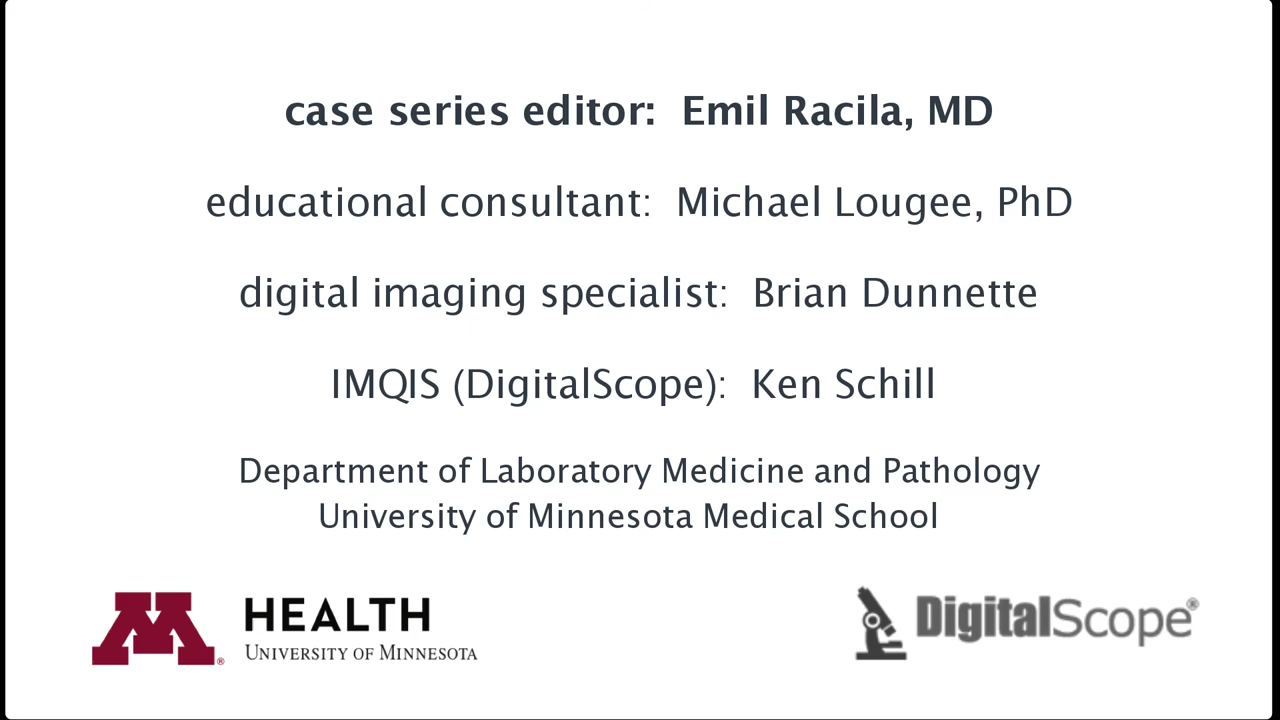 case series editor: Emil Racila, MD
educational consultant: Michael Lougee, PhD
digital imaging specialist: Brian Dunnette
IMQIS (DigitalScope): Ken Schill
Department of Laboratory Medicine and Pathology
University of Minnesota Medical School
M®
HEALTH
UNIVERSITY OF MINNESOTA
DigitalScope®